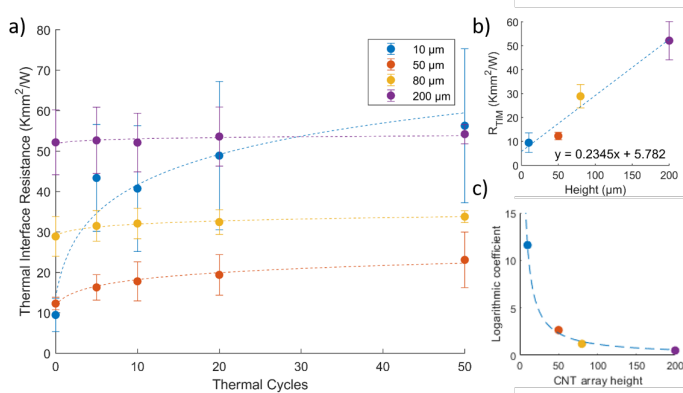 a)
80
70
60
50
40
30
20
10
0
Thermal Interface Resistance (Kmm²/W)
0
10
20
30
40
50
Thermal Cycles
10 µm
50 µm
80 µm
200 µm
b)
60
50
40
30
20
10
0
R_TIM (Kmm²/W)
y = 0.2345x + 5.782
0
50
100
150
200
Height (µm)
c)
15
10
5
0
Logarithmic coefficient
0
50
100
150
200
CNT array height